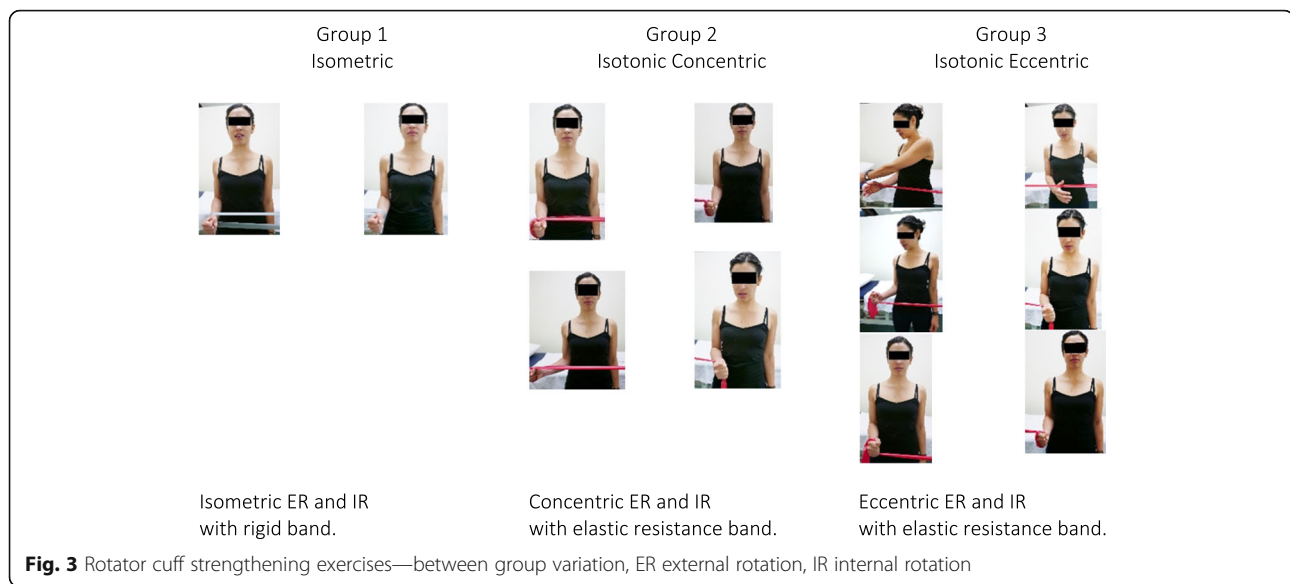 Group 1
Isometric
Group 2
Isotonic Concentric
Group 3
Isotonic Eccentric
Isometric ER and IR
with rigid band.
Concentric ER and IR
with elastic resistance band.
Eccentric ER and IR
with elastic resistance band.
Fig. 3 Rotator cuff strengthening exercises—between group variation, ER external rotation, IR internal rotation